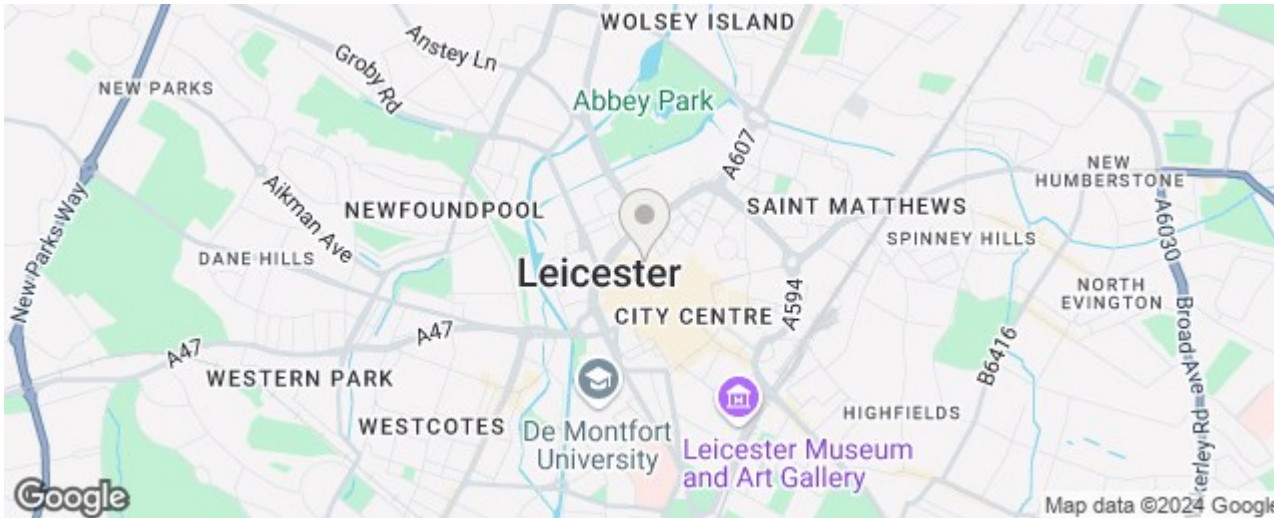 WOLSEY ISLAND
Anstey Ln
Groby Rd
NEW PARKS
Abbey Park
A607
NEW
HUMBERSTONE
Aikman Ave
NEWFOUNDPOOL
SAINT MATTHEWS
A6030
New Parks Way
DANE HILLS
SPINNEY HILLS
Leicester
NORTH
EVINGTON
CITY CENTRE
A594
Broad Ave
A47
A47
B6416
WESTERN PARK
WESTCOTES
HIGHFIELDS
De Montfort
University
Leicester Museum
and Art Gallery
kerley Rd
Google
Map data ©2024 Google